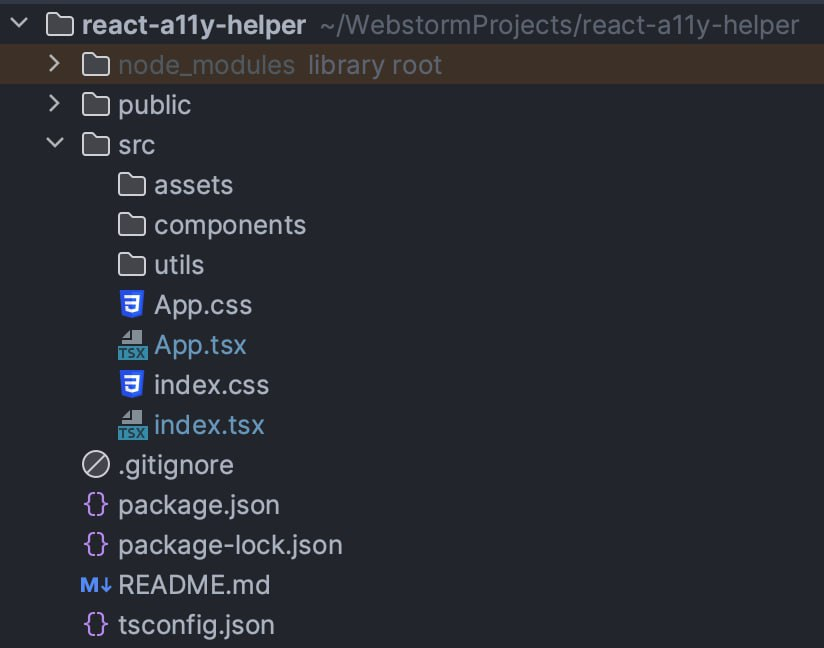 react-a11y-helper ~/WebstormProjects/react-a11y-helper
node_modules library root
public
src
assets
components
utils
App.css
TSX App.tsx
index.css
TSX index.tsx
.gitignore
{} package.json
{} package-lock.json
M↓ README.md
{} tsconfig.json